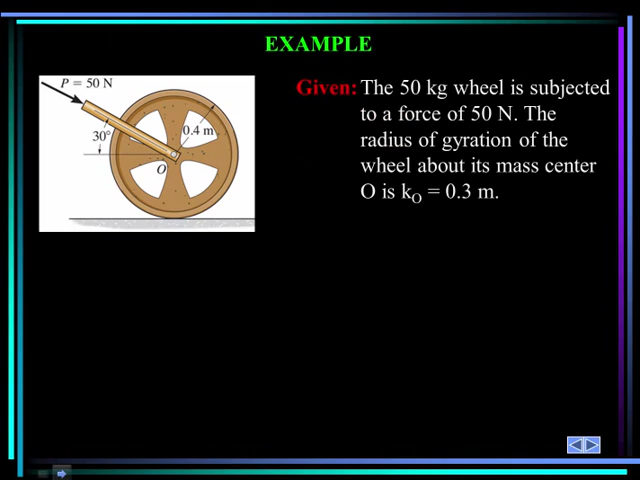 EXAMPLE
P = 50 N
30°
0.4 m
O
Given: The 50 kg wheel is subjected
to a force of 50 N. The
radius of gyration of the
wheel about its mass center
O is kO = 0.3 m.